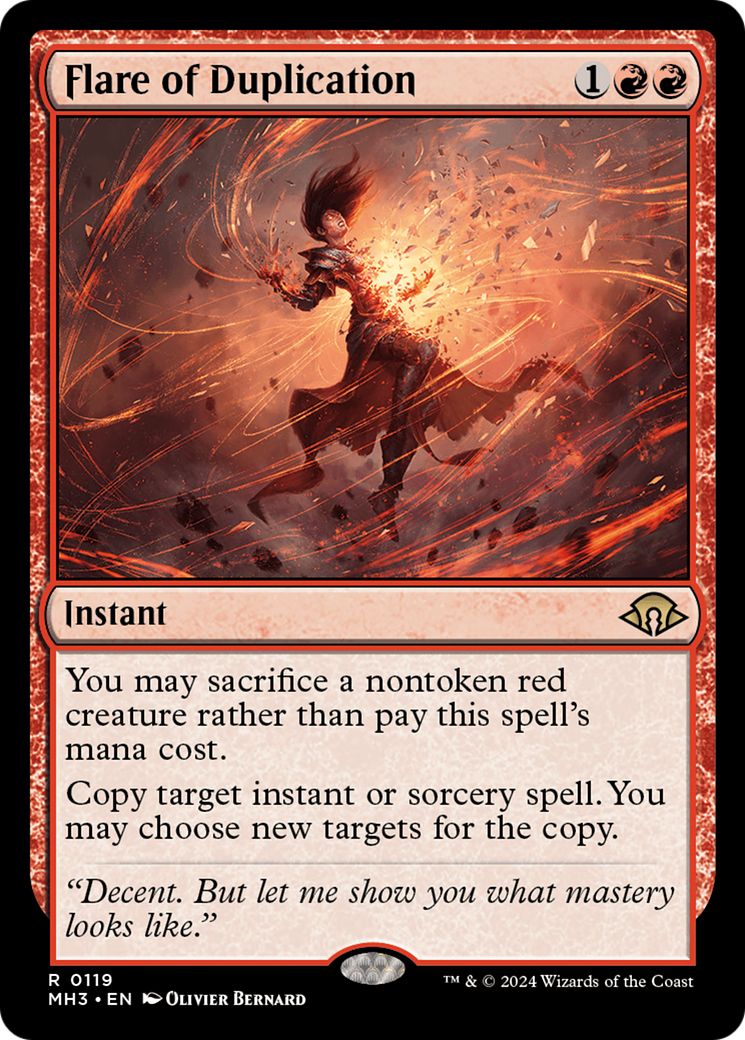 Flare of Duplication 1
Instant
You may sacrifice a nontoken red
creature rather than pay this spell's
mana cost.
Copy target instant or sorcery spell. You
may choose new targets for the copy.
“Decent. But let me show you what mastery
looks like.”
R 0119
MH3 • EN Olivier Bernard
™ & © 2024 Wizards of the Coast